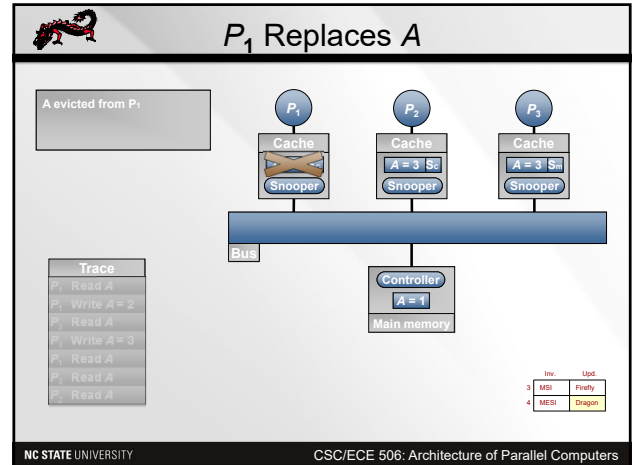 P1 Replaces A
A evicted from P1
P1
P2
P3
Cache
Cache
Cache
A = 3 Sc
A = 3 Sm
Snooper
Snooper
Snooper
Bus
Trace
P1 Read A
P1 Write A = 2
P3 Read A
P3 Write A = 3
P1 Read A
P3 Read A
P2 Read A
Controller
A = 1
Main memory
Inv. Upd.
3 MSI Firefly
4 MESI Dragon
NC STATE UNIVERSITY
CSC/ECE 506: Architecture of Parallel Computers